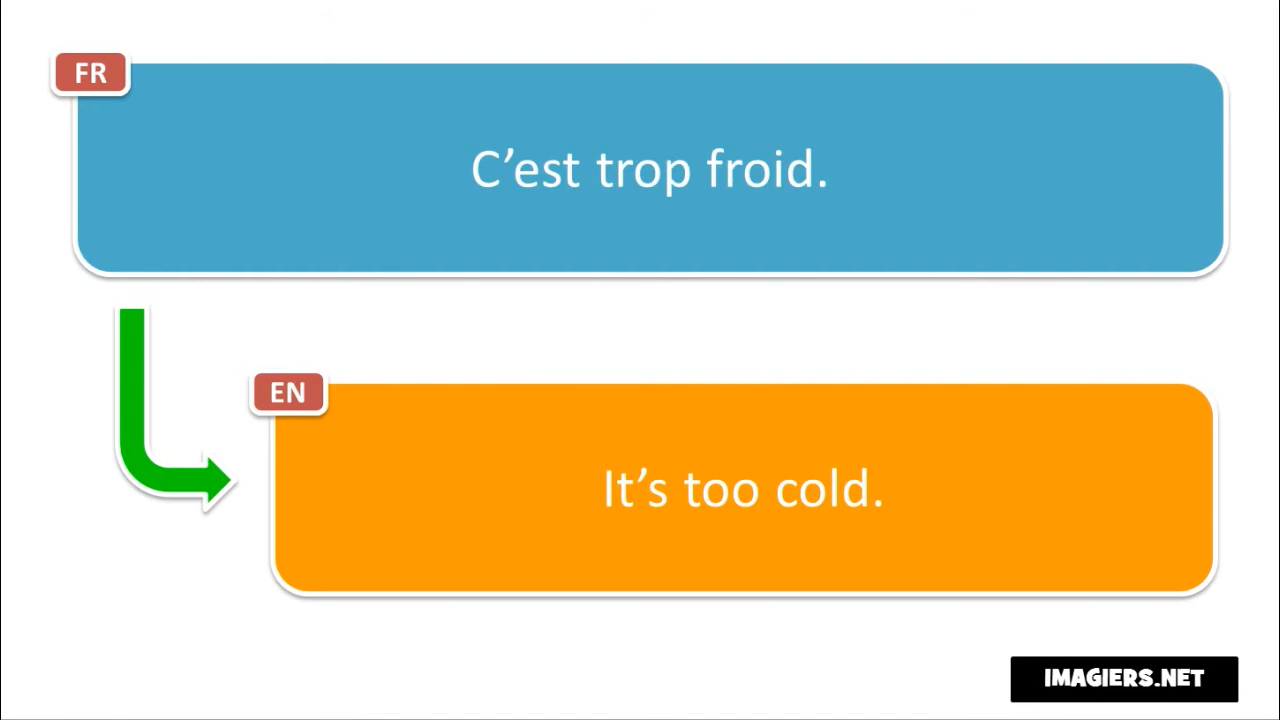 FR
C’est trop froid.
EN
It’s too cold.
IMAGIERS.NET